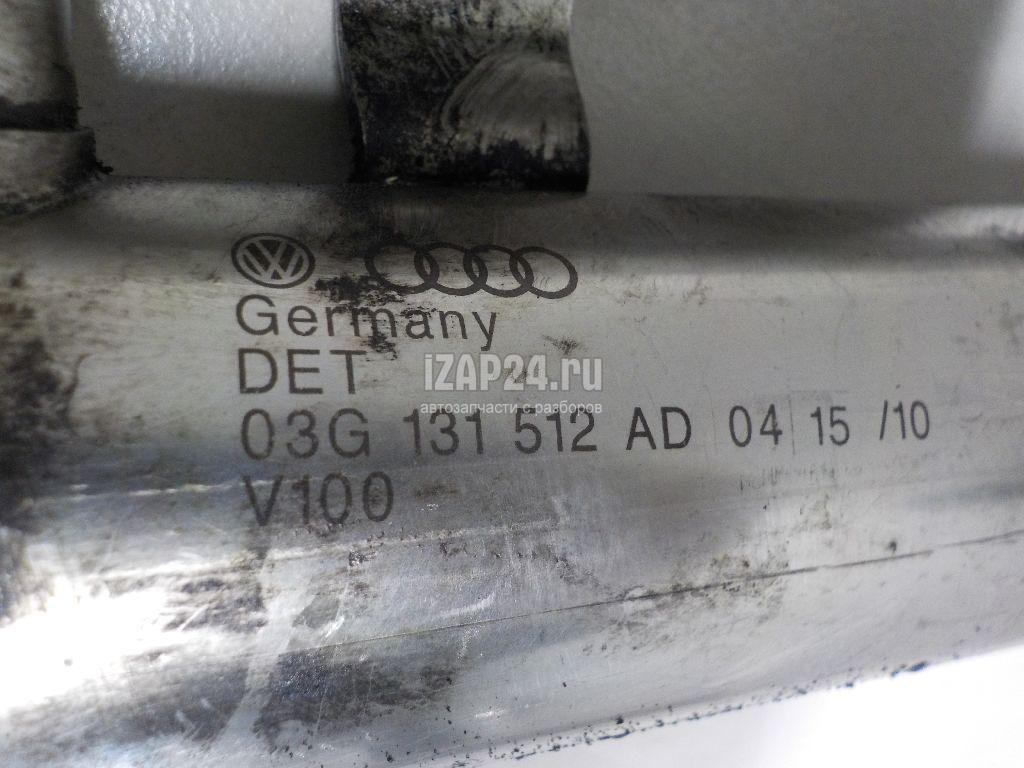 Germany
DET
iZAP24.ru
автозапчасти с разборов
03G 131 512 AD 04 15 /10
V100